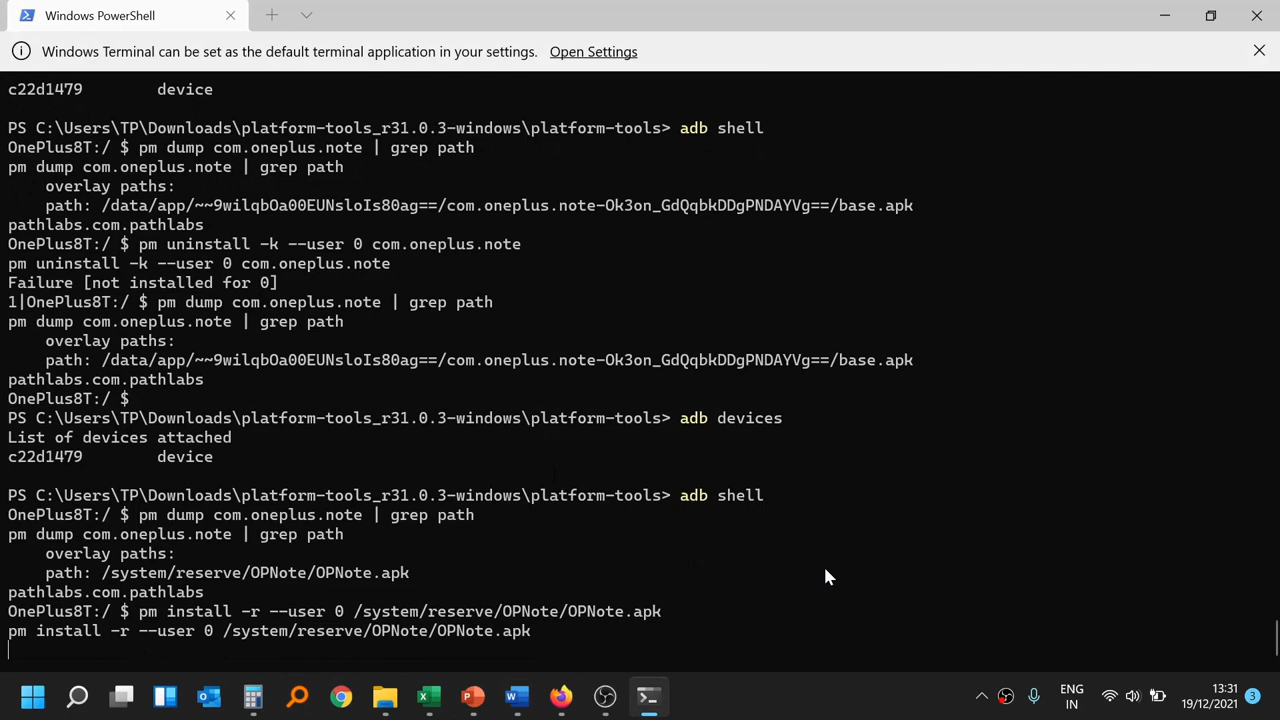 Windows PowerShell
Windows Terminal can be set as the default terminal application in your settings. Open Settings
c22d1479 device
PS C:\Users\TP\Downloads\platform-tools_r31.0.3-windows\platform-tools> adb shell
OnePlus8T:/ $ pm dump com.oneplus.note | grep path
pm dump com.oneplus.note | grep path
overlay paths:
path: /data/app/~~9wilqbOa00EUNsloIs80ag==/com.oneplus.note-Ok3on_GdQqbkDDgPNDAYVg==/base.apk
pathlabs.com.pathlabs
OnePlus8T:/ $ pm uninstall -k --user 0 com.oneplus.note
pm uninstall -k --user 0 com.oneplus.note
Failure [not installed for 0]
1|OnePlus8T:/ $ pm dump com.oneplus.note | grep path
pm dump com.oneplus.note | grep path
overlay paths:
path: /data/app/~~9wilqbOa00EUNsloIs80ag==/com.oneplus.note-Ok3on_GdQqbkDDgPNDAYVg==/base.apk
pathlabs.com.pathlabs
OnePlus8T:/ $
PS C:\Users\TP\Downloads\platform-tools_r31.0.3-windows\platform-tools> adb devices
List of devices attached
c22d1479 device
PS C:\Users\TP\Downloads\platform-tools_r31.0.3-windows\platform-tools> adb shell
OnePlus8T:/ $ pm dump com.oneplus.note | grep path
pm dump com.oneplus.note | grep path
overlay paths:
path: /system/reserve/OPNote/OPNote.apk
pathlabs.com.pathlabs
OnePlus8T:/ $ pm install -r --user 0 /system/reserve/OPNote/OPNote.apk
pm install -r --user 0 /system/reserve/OPNote/OPNote.apk
ENG
IN
13:31
19/12/2021
3